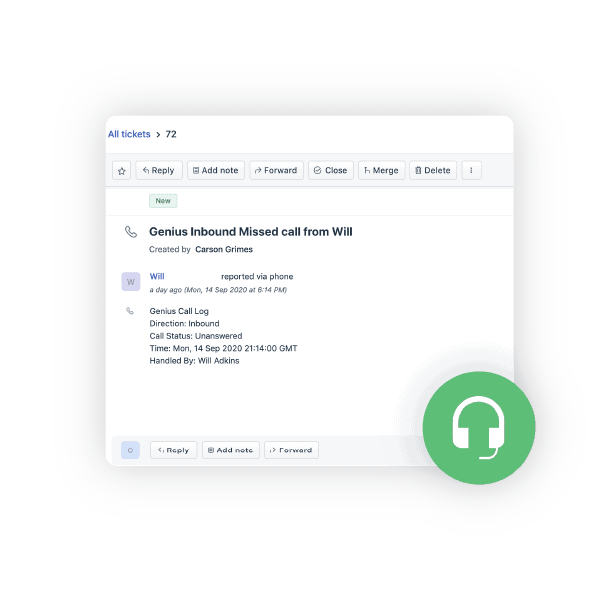 All tickets > 72
Reply Add note Forward Close Merge Delete
New
Genius Inbound Missed call from Will
Created by Carson Grimes
W
Will reported via phone
a day ago (Mon, 14 Sep 2020 at 6:14 PM)
Genius Call Log
Direction: Inbound
Call Status: Unanswered
Time: Mon, 14 Sep 2020 21:14:00 GMT
Handled By: Will Adkins
Reply Add note Forward